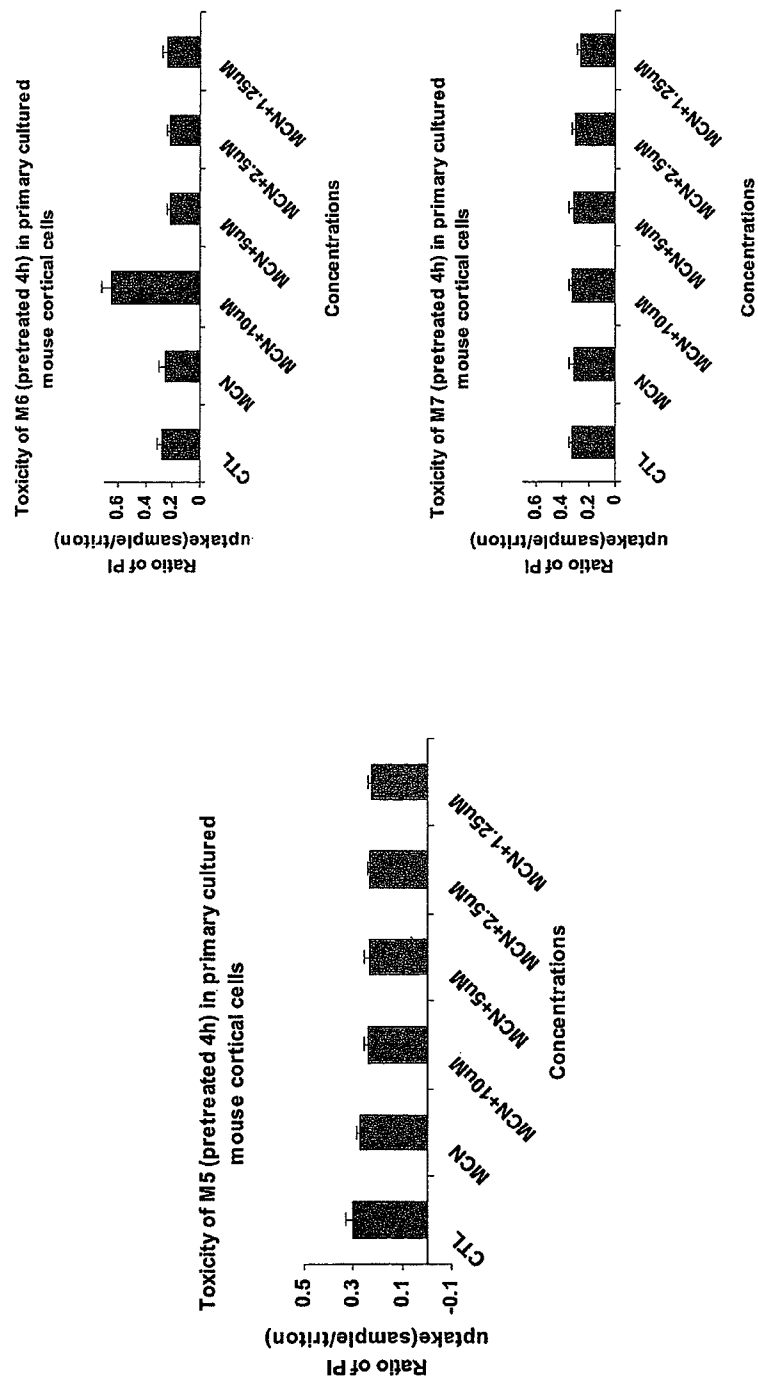 Toxicity of M5 (pretreated 4h) in primary cultured
mouse cortical cells
Ratio of PI
uptake(sample/triton)
0.5
0.3
0.1
-0.1
CTL
MCN
MCN+10uM
MCN+5uM
MCN+2.5uM
MCN+1.25uM
Concentrations
Toxicity of M6 (pretreated 4h) in primary cultured
mouse cortical cells
Ratio of PI
uptake(sample/triton)
0.6
0.4
0.2
0
CTL
MCN
MCN+10uM
MCN+5uM
MCN+2.5uM
MCN+1.25uM
Concentrations
Toxicity of M7 (pretreated 4h) in primary cultured
mouse cortical cells
Ratio of PI
uptake(sample/triton)
0.6
0.4
0.2
0
CTL
MCN
MCN+10uM
MCN+5uM
MCN+2.5uM
MCN+1.25uM
Concentrations